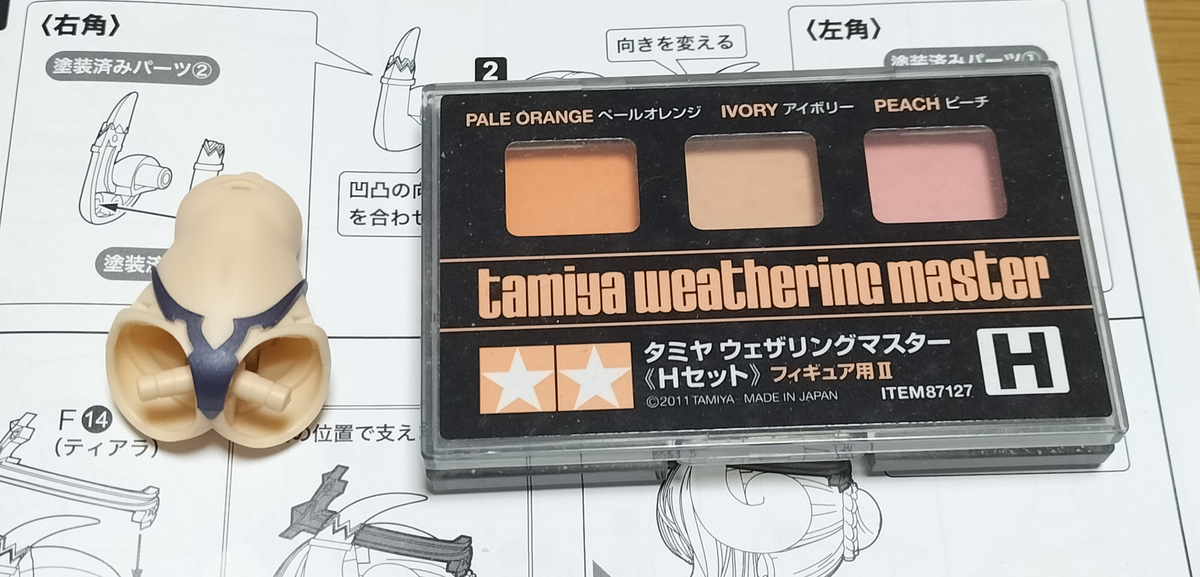 〈右角〉
塗装済みパーツ②
2
向きを変える
〈左角〉
塗装済みパーツ①
凹凸の向
を合わせ
塗装済
F⑭
(ティアラ)
の位置で支え
PALE ORANGE ペールオレンジ
IVORY アイボリー
PEACH ピーチ
tamiya weathering master
タミヤ ウェザリングマスター
《Hセット》フィギュア用Ⅱ
©2011 TAMIYA MADE IN JAPAN
ITEM 87127
H